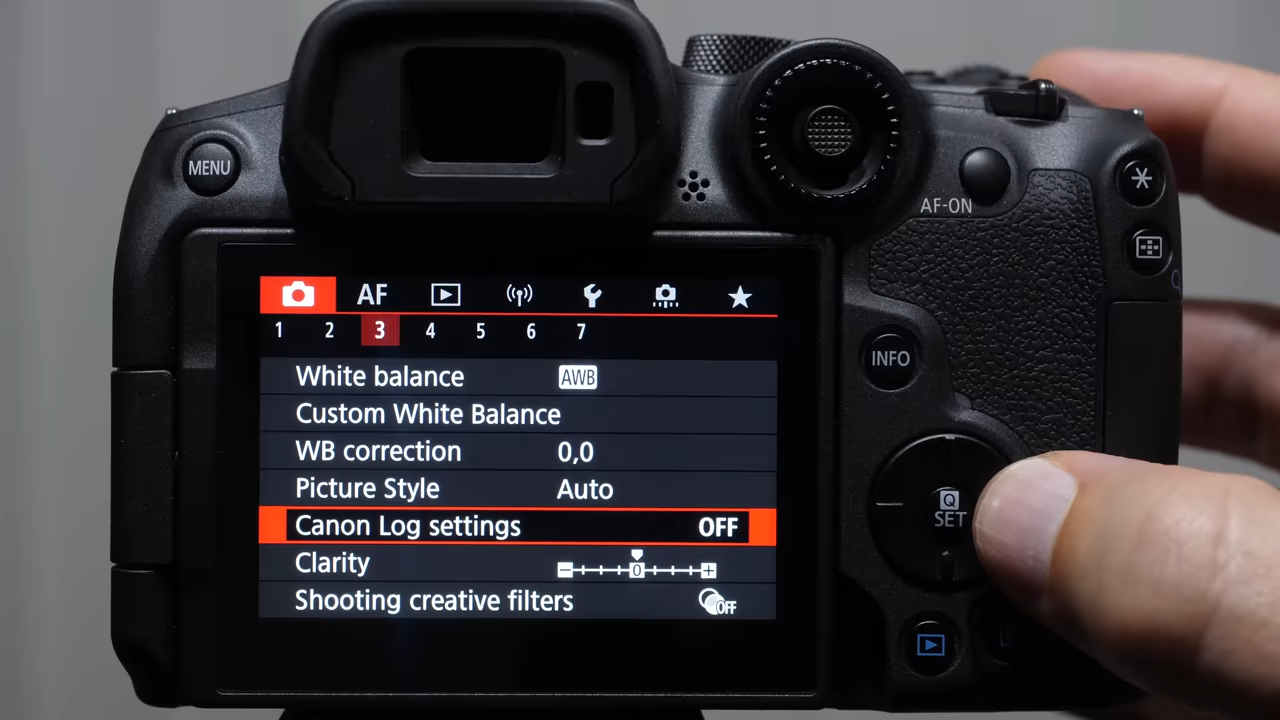 MENU
AF-ON
INFO
Q
SET
AF
1 2 3 4 5 6 7
White balance AWB
Custom White Balance
WB correction 0,0
Picture Style Auto
Canon Log settings OFF
Clarity 0
Shooting creative filters OFF